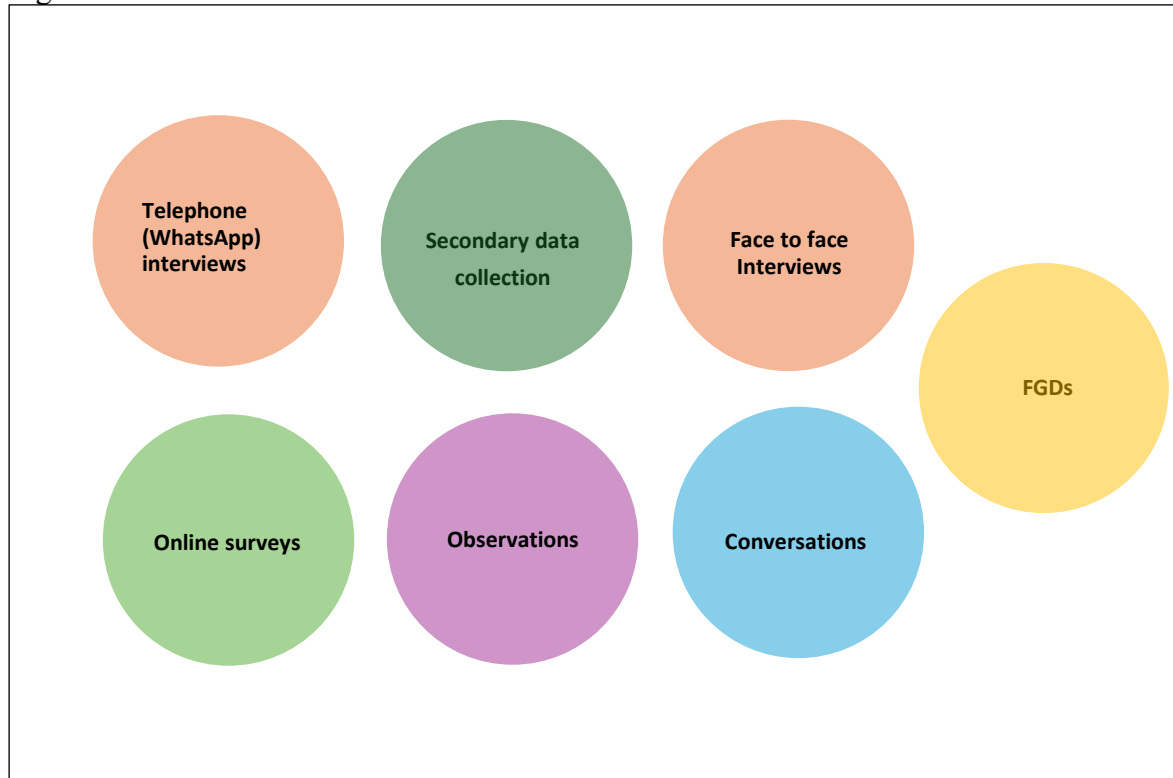 Telephone
(WhatsApp)
interviews
Secondary data
collection
Face to face
Interviews
FGDs
Online surveys
Observations
Conversations